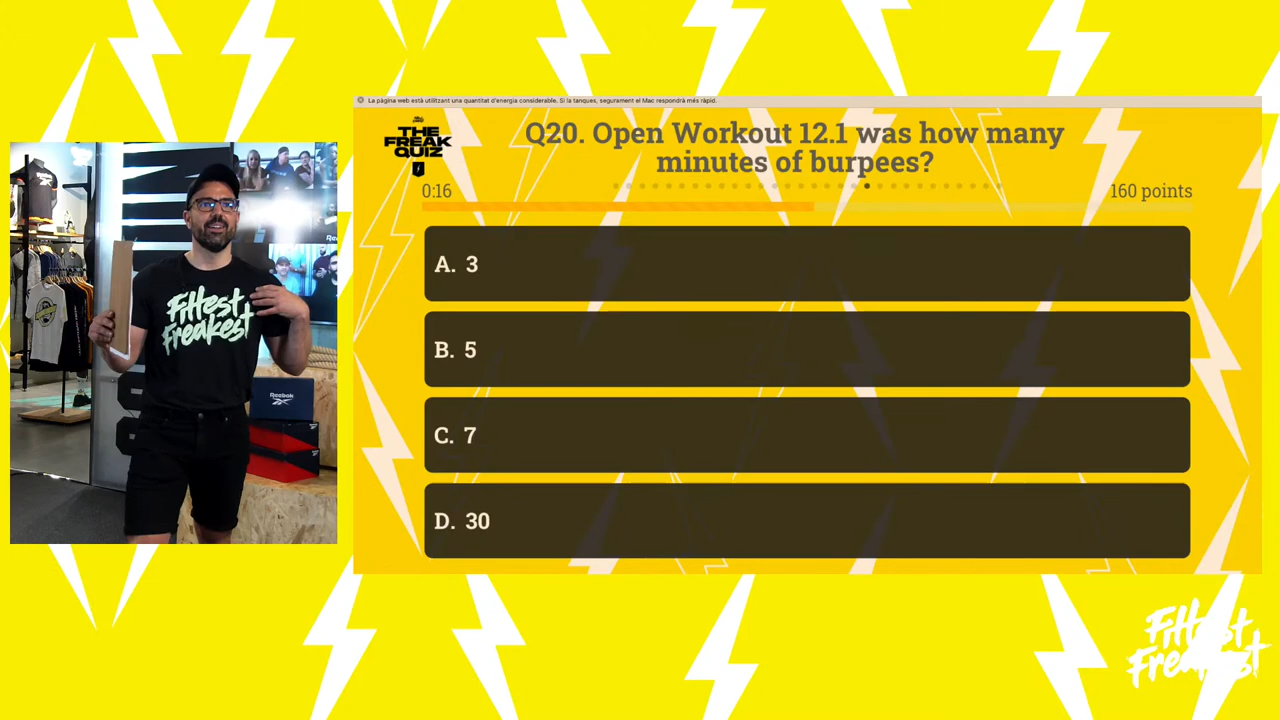 La pàgina web està utilitzant una quantitat d'energia considerable. Si la tanques, segurament el Mac respondrà més ràpid.
THE
FREAK
QUIZ
Q20. Open Workout 12.1 was how many
minutes of burpees?
0:16
160 points
A. 3
B. 5
C. 7
D. 30
Fittest
Freakest
Reebok
Fittest
Freakest